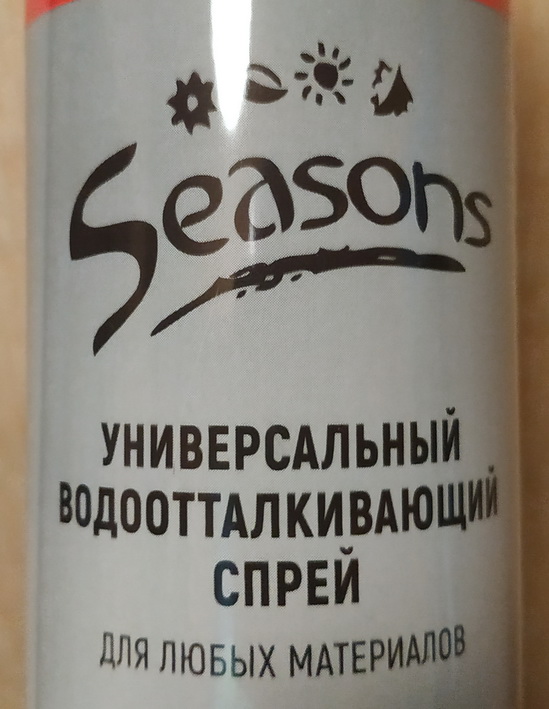 Seasons
УНИВЕРСАЛЬНЫЙ
ВОДООТТАЛКИВАЮЩИЙ
СПРЕЙ
ДЛЯ ЛЮБЫХ МАТЕРИАЛОВ